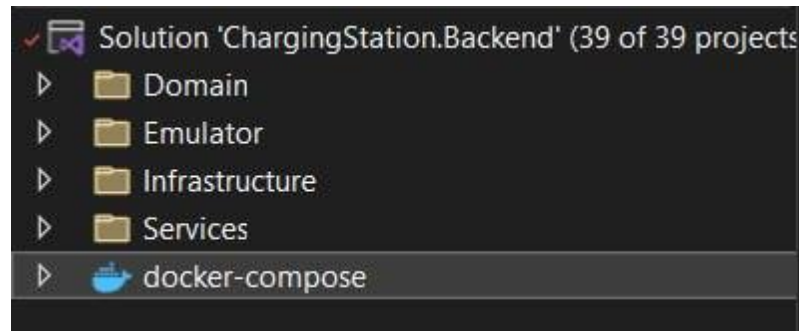 Solution 'ChargingStation.Backend' (39 of 39 projects
Domain
Emulator
Infrastructure
Services
docker-compose